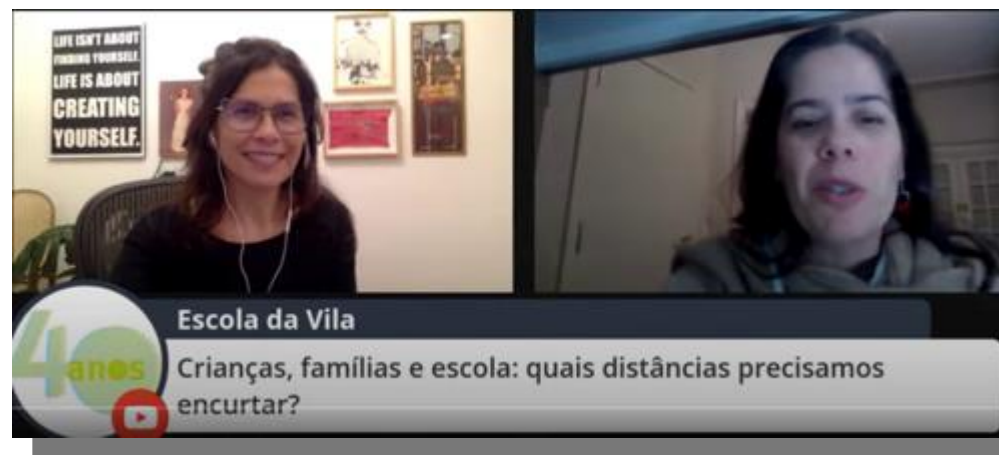 LIFE ISN'T ABOUT
FINDING YOURSELF.
LIFE IS ABOUT
CREATING
YOURSELF.
40
anos
Escola da Vila
Crianças, famílias e escola: quais distâncias precisamos
encurtar?